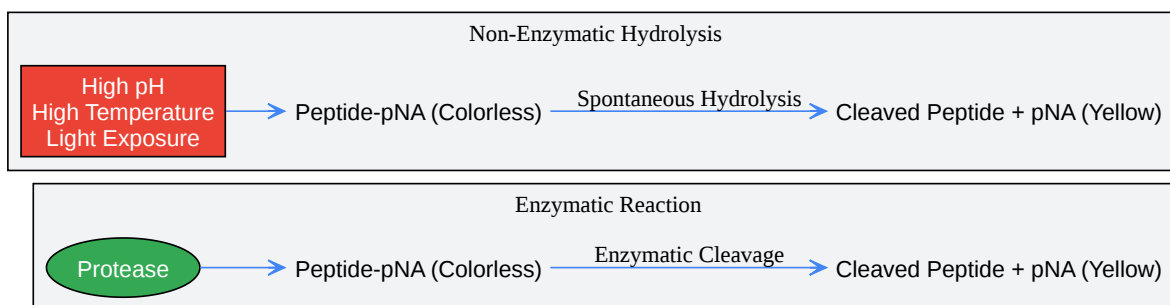 Non-Enzymatic Hydrolysis
High pH
High Temperature
Light Exposure
Peptide-pNA (Colorless)
Spontaneous Hydrolysis
Cleaved Peptide + pNA (Yellow)
Enzymatic Reaction
Protease
Peptide-pNA (Colorless)
Enzymatic Cleavage
Cleaved Peptide + pNA (Yellow)